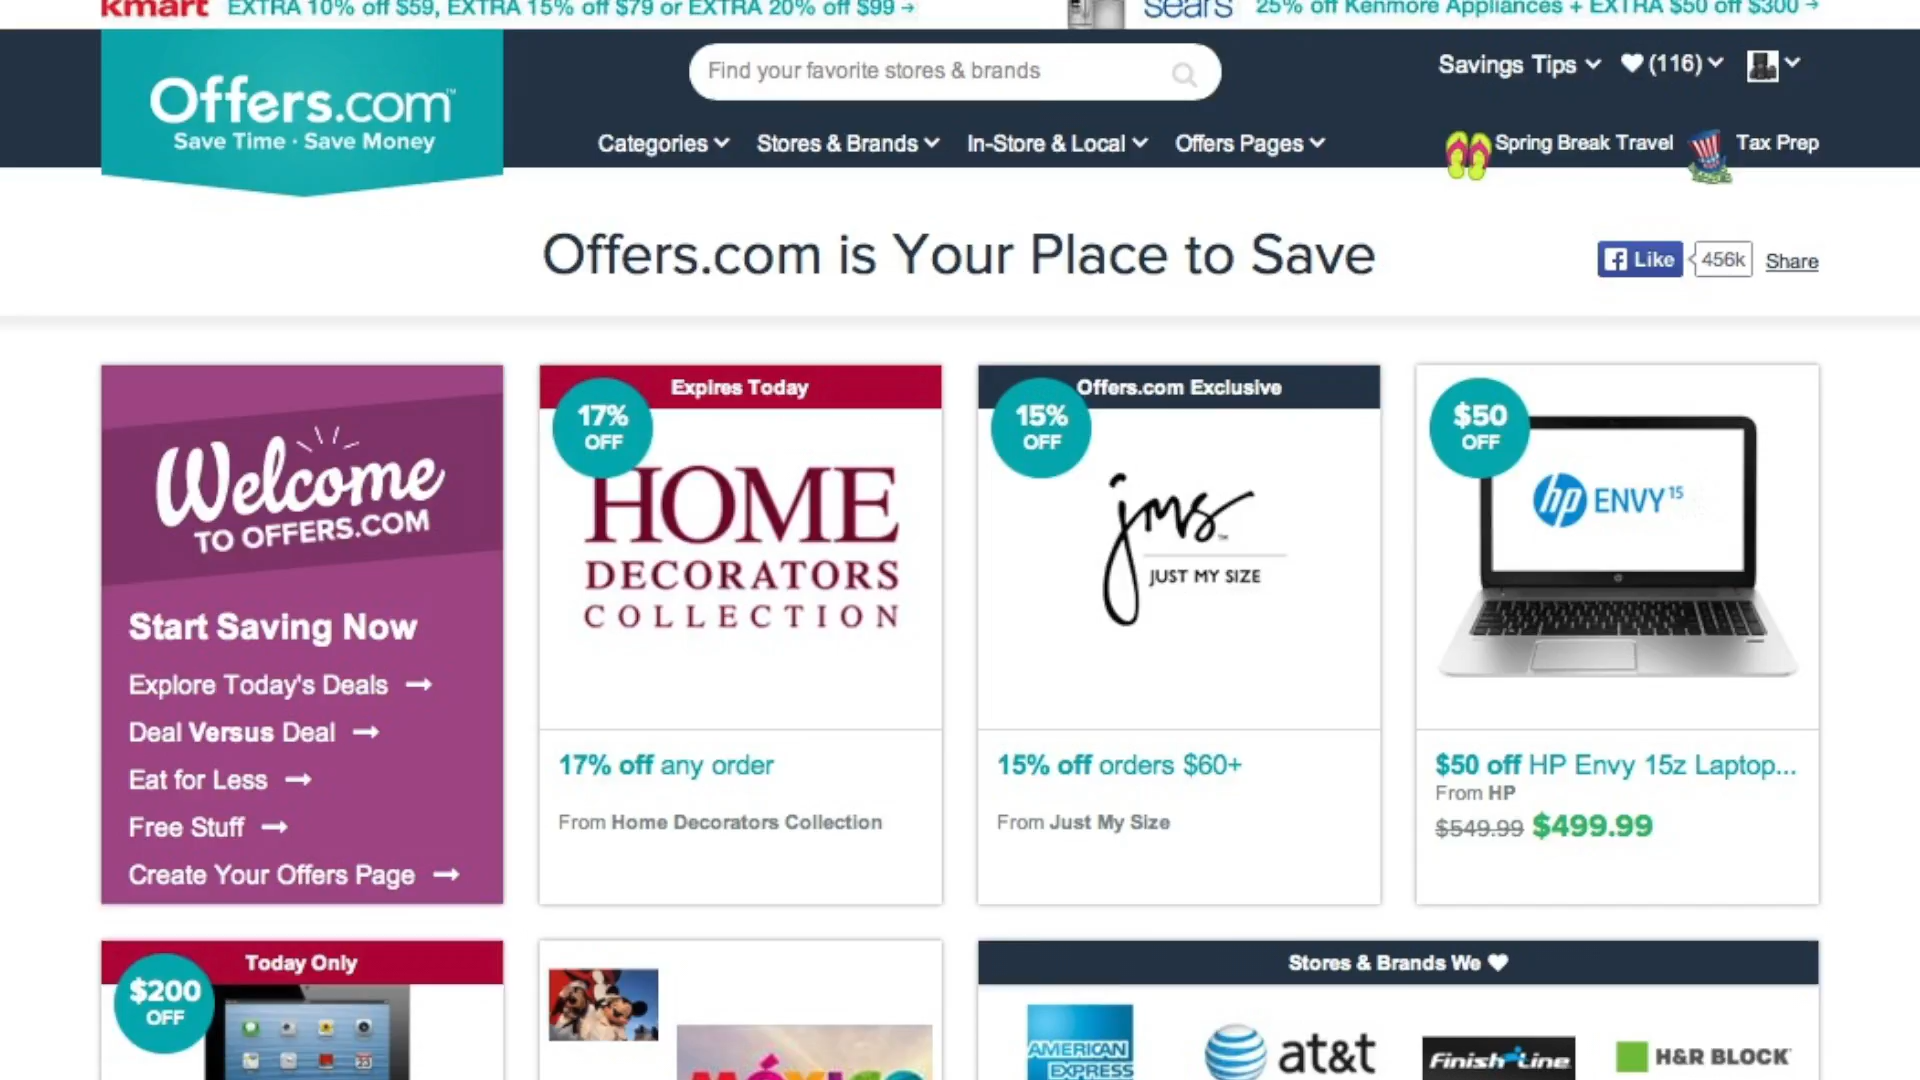 kmart EXTRA 10% off $59, EXTRA 15% off $79 or EXTRA 20% off $99 →
sears 25% off Kenmore Appliances + EXTRA $50 off $300 →
Offers.com™
Save Time · Save Money
Find your favorite stores & brands
Savings Tips (116)
Categories Stores & Brands In-Store & Local Offers Pages Spring Break Travel Tax Prep
Offers.com is Your Place to Save
Like 456k Share
Welcome
TO OFFERS.COM
Start Saving Now
Explore Today's Deals →
Deal Versus Deal →
Eat for Less →
Free Stuff →
Create Your Offers Page →
Expires Today
17%
OFF
HOME
DECORATORS
COLLECTION
17% off any order
From Home Decorators Collection
Offers.com Exclusive
15%
OFF
jms™
JUST MY SIZE
15% off orders $60+
From Just My Size
$50
OFF
hp ENVY 15
$50 off HP Envy 15z Laptop...
From HP
$549.99 $499.99
Today Only
$200
OFF
MÉXICO
Stores & Brands We
AMERICAN
EXPRESS
at&t
Finish Line
H&R BLOCK